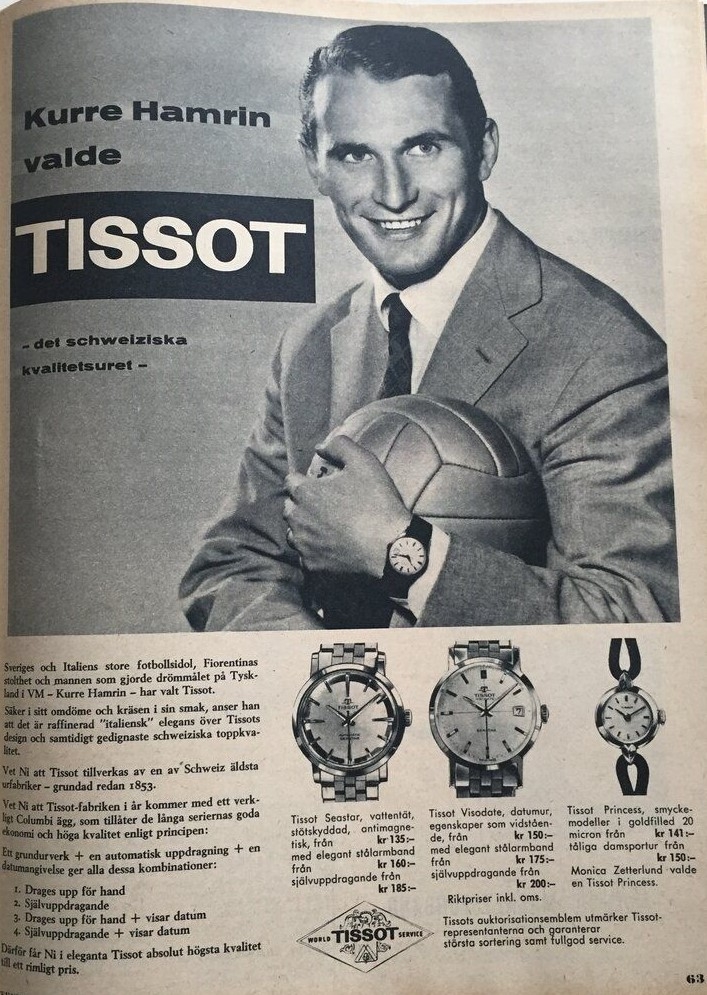 Kurre Hamrin
valde
TISSOT
– det schweiziska
kvalitetsuret –
Sveriges och Italiens store fotbollsidol, Fiorentinas
stolthet och mannen som gjorde drömmålet på Tysk-
land i VM – Kurre Hamrin – har valt Tissot.
Säker i sitt omdöme och kräsen i sin smak, anser han
att det är raffinerad "italiensk" elegans över Tissots
design och samtidigt gedignaste schweiziska toppkva-
litet.
Vet Ni att Tissot tillverkas av en av Schweiz äldsta
urfabriker – grundad redan 1853.
Vet Ni att Tissot-fabriken i år kommer med ett verk-
ligt Columbi ägg, som tillåter de långa seriernas goda
ekonomi och höga kvalitet enligt principen:
Ett grundurverk + en automatisk uppdragning + en
datumangivelse ger alla dessa kombinationer:
1. Drages upp för hand
2. Självuppdragande
3. Drages upp för hand + visar datum
4. Självuppdragande + visar datum
Därför får Ni i eleganta Tissot absolut högsta kvalitet
till ett rimligt pris.
TISSOT
TISSOT
Tissot Seastar, vattentät,
stötskyddad, antimagne-
tisk, från kr 135:–
med elegant stålarmband
från kr 160:–
självuppdragande från
kr 185:–
Tissot Visodate, datumur,
egenskaper som vidståen-
de, från kr 150:–
med elegant stålarmband
från kr 175:–
självuppdragande från
kr 200:–
Riktpriser inkl. oms.
Tissot Princess, smycke-
modeller i goldfilled 20
micron från kr 141:–
tåliga damsportur från
kr 150:–
Monica Zetterlund valde
en Tissot Princess.
WORLD TISSOT SERVICE
Tissots auktorisationsemblem utmärker Tissot-
representanterna och garanterar
största sortering samt fullgod service.
63